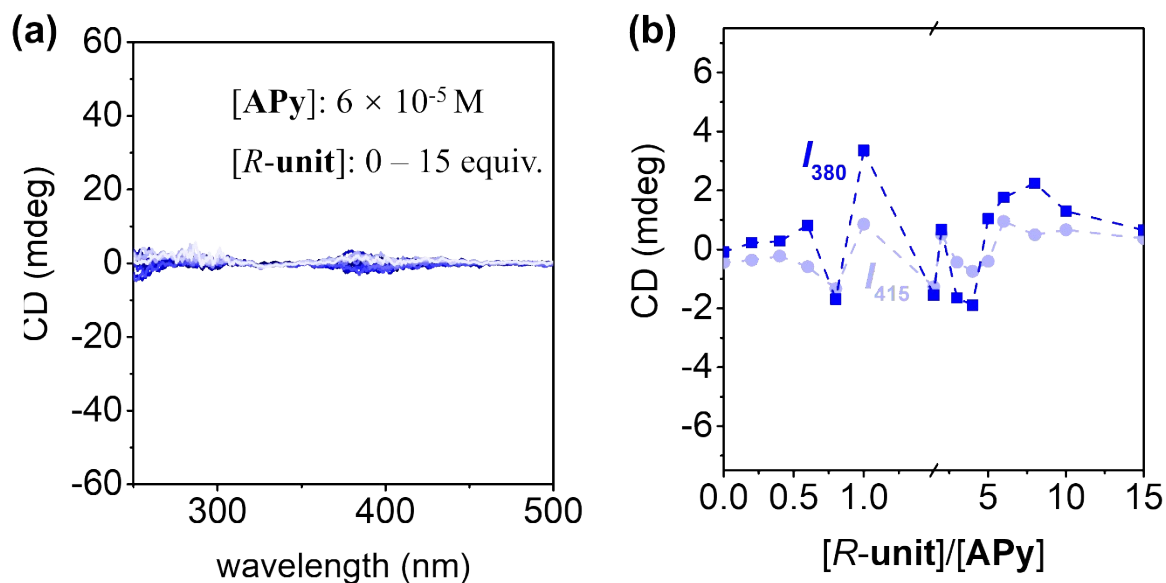 (a)
60
40
20
0
-20
-40
-60
CD (mdeg)
[APy]: 6 × 10⁻⁵ M
[R-unit]: 0 – 15 equiv.
300
400
500
wavelength (nm)
(b)
6
4
2
0
-2
-4
-6
CD (mdeg)
I₃₈₀
I₄₁₅
0.0
0.5
1.0
5
10
15
[R-unit]/[APy]